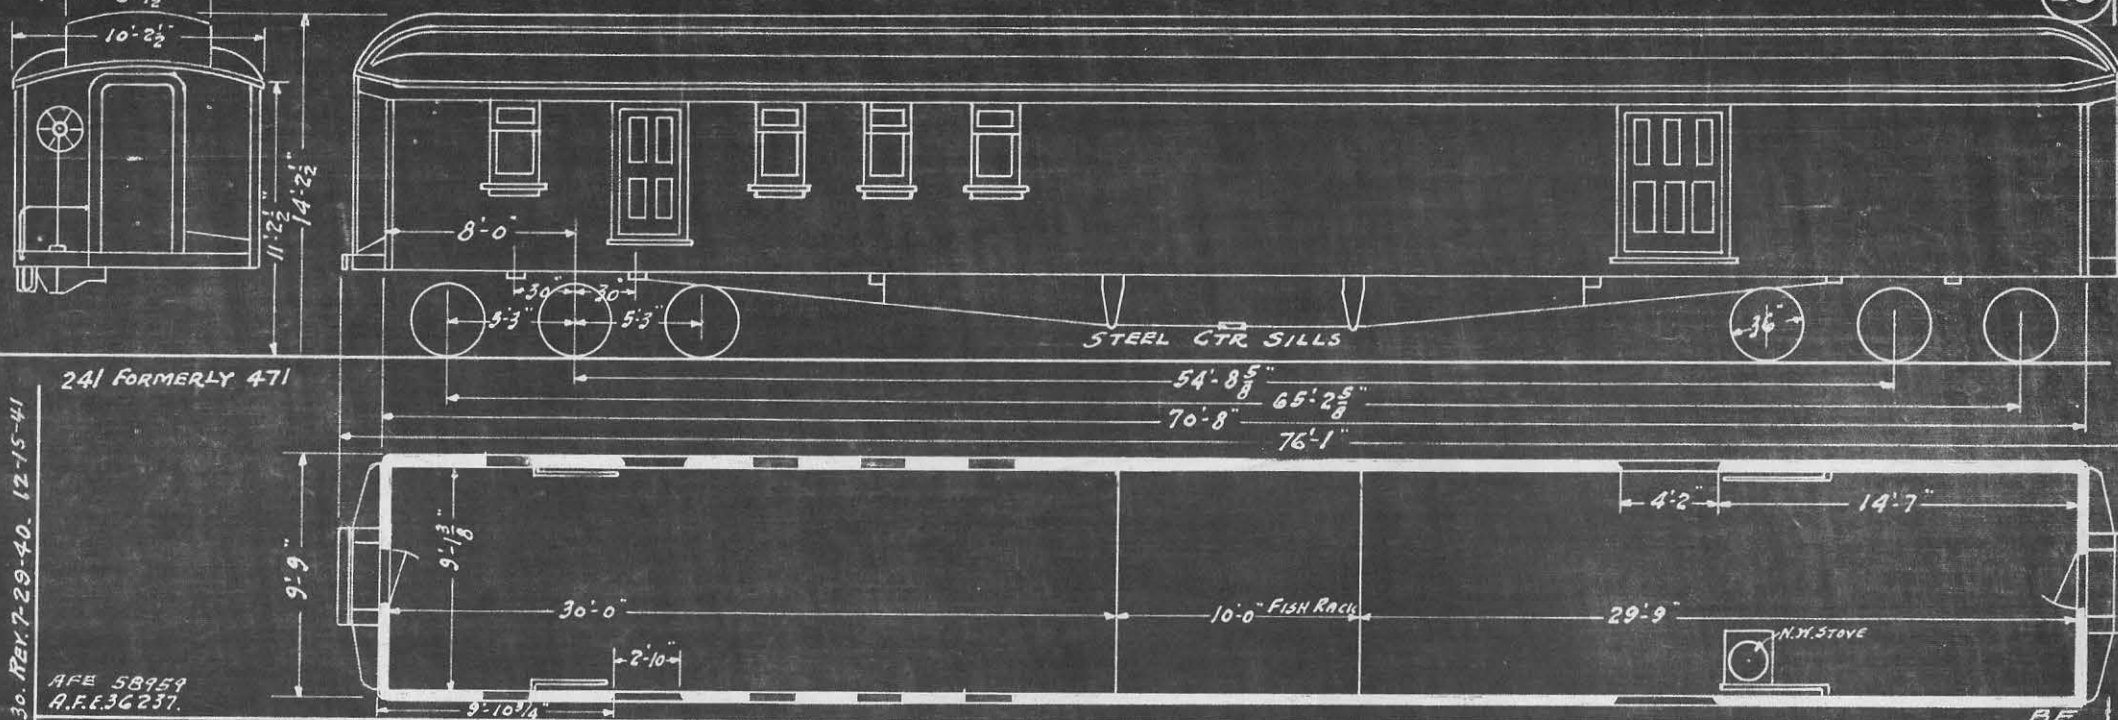 10'-2½"
14'-2½"
11'-2½"
8'-0"
30" 30"
5'-3" 5'-3"
36"
STEEL CTR SILLS
241 FORMERLY 471
54'-8⅝"
65'-2⅝"
70'-8"
76'-1"
9'-9"
9'-1⅜"
4'-2" 14'-7"
30'-0" 10'-0" FISH RACK 29'-9"
2'-10"
N.W. STOVE
9'-10¾"
30. REV. 7-29-40. 12-15-41
AFE 58959
A.F.E. 36237.